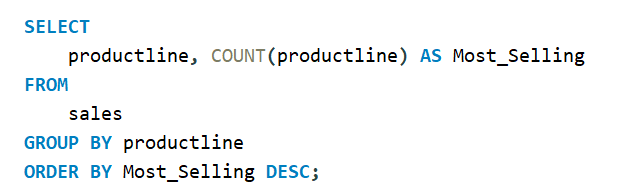 SELECT
productline, COUNT(productline) AS Most_Selling
FROM
sales
GROUP BY productline
ORDER BY Most_Selling DESC;